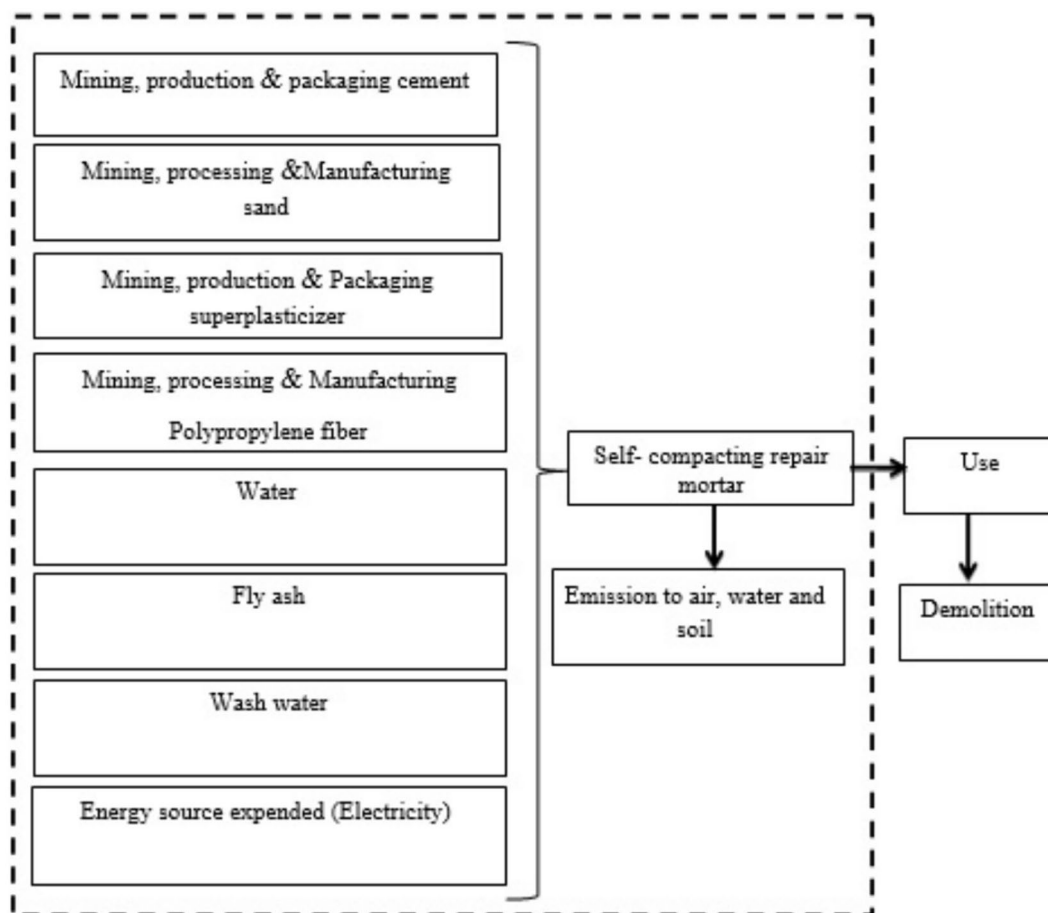 Mining, production & packaging cement
Mining, processing &Manufacturing
sand
Mining, production & Packaging
superplasticizer
Mining, processing & Manufacturing
Polypropylene fiber
Water
Fly ash
Wash water
Energy source expended (Electricity)
Self- compacting repair
mortar
Emission to air, water and
soil
Use
Demolition